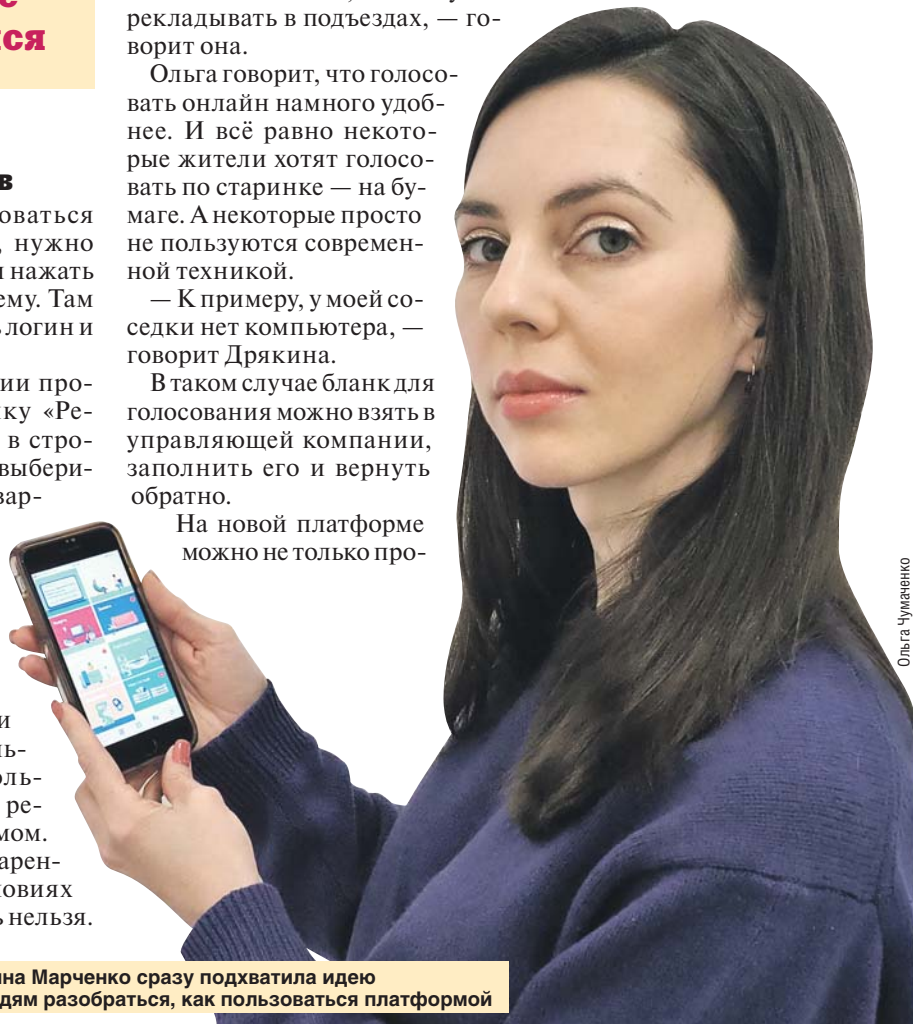 ся
в
оваться
, нужно
и нажать
ему. Там
логин и
ии про-
ку «Ре-
в стро-
выбери-
вар-
и
ль-
оль-
ре-
мом.
арен-
овиях
ь нельзя.
рекладывать в подъездах, — го-
ворит она.
Ольга говорит, что голосо-
вать онлайн намного удоб-
нее. И всё равно некото-
рые жители хотят голосо-
вать по старинке — на бу-
маге. А некоторые просто
не пользуются современ-
ной техникой.
— К примеру, у моей со-
седки нет компьютера, —
говорит Дрякина.
В таком случае бланк для
голосования можно взять в
управляющей компании,
заполнить его и вернуть
обратно.
На новой платформе
можно не только про-
Ольга Чумаченко
на Марченко сразу подхватила идею
дям разобраться, как пользоваться платформой